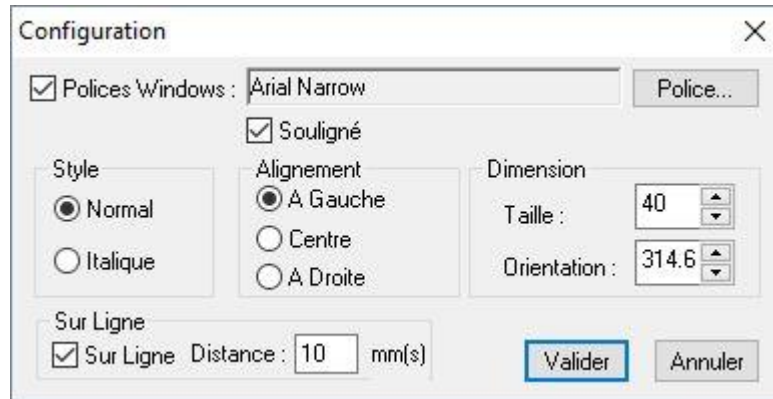 Configuration
Polices Windows : Arial Narrow Police...
Souligné
Style
Normal
Italique
Alignement
A Gauche
Centre
A Droite
Dimension
Taille : 40
Orientation : 314.6
Sur Ligne
Sur Ligne Distance : 10 mm(s)
Valider Annuler